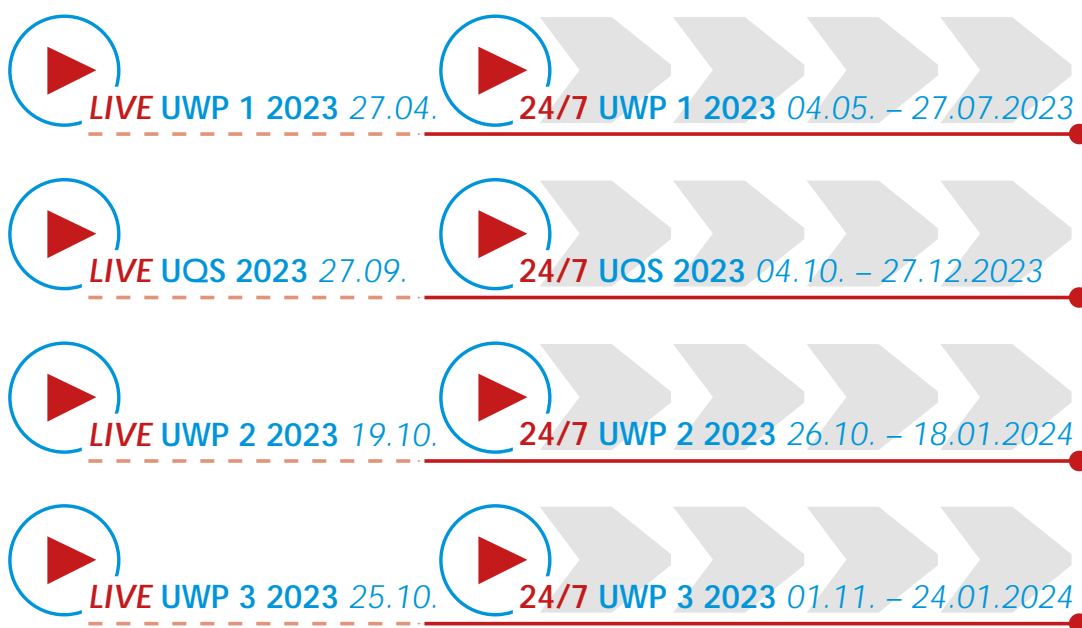 LIVE UWP 1 2023 27.04.
24/7 UWP 1 2023 04.05. – 27.07.2023
LIVE UQS 2023 27.09.
24/7 UQS 2023 04.10. – 27.12.2023
LIVE UWP 2 2023 19.10.
24/7 UWP 2 2023 26.10. – 18.01.2024
LIVE UWP 3 2023 25.10.
24/7 UWP 3 2023 01.11. – 24.01.2024